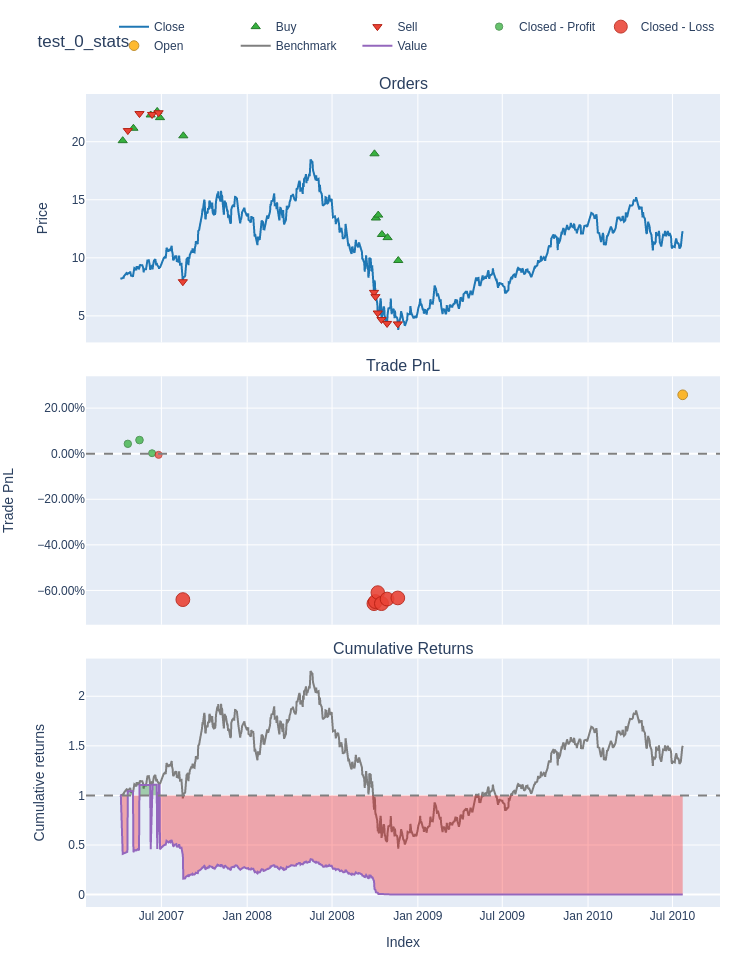 Close Buy Sell Closed - Profit Closed - Loss
test_0_stats Open Benchmark Value
Orders
20
15
10
5
Price
Trade PnL
20.00%
0.00%
−20.00%
−40.00%
−60.00%
Trade PnL
Cumulative Returns
2
1.5
1
0.5
0
Cumulative returns
Jul 2007 Jan 2008 Jul 2008 Jan 2009 Jul 2009 Jan 2010 Jul 2010
Index